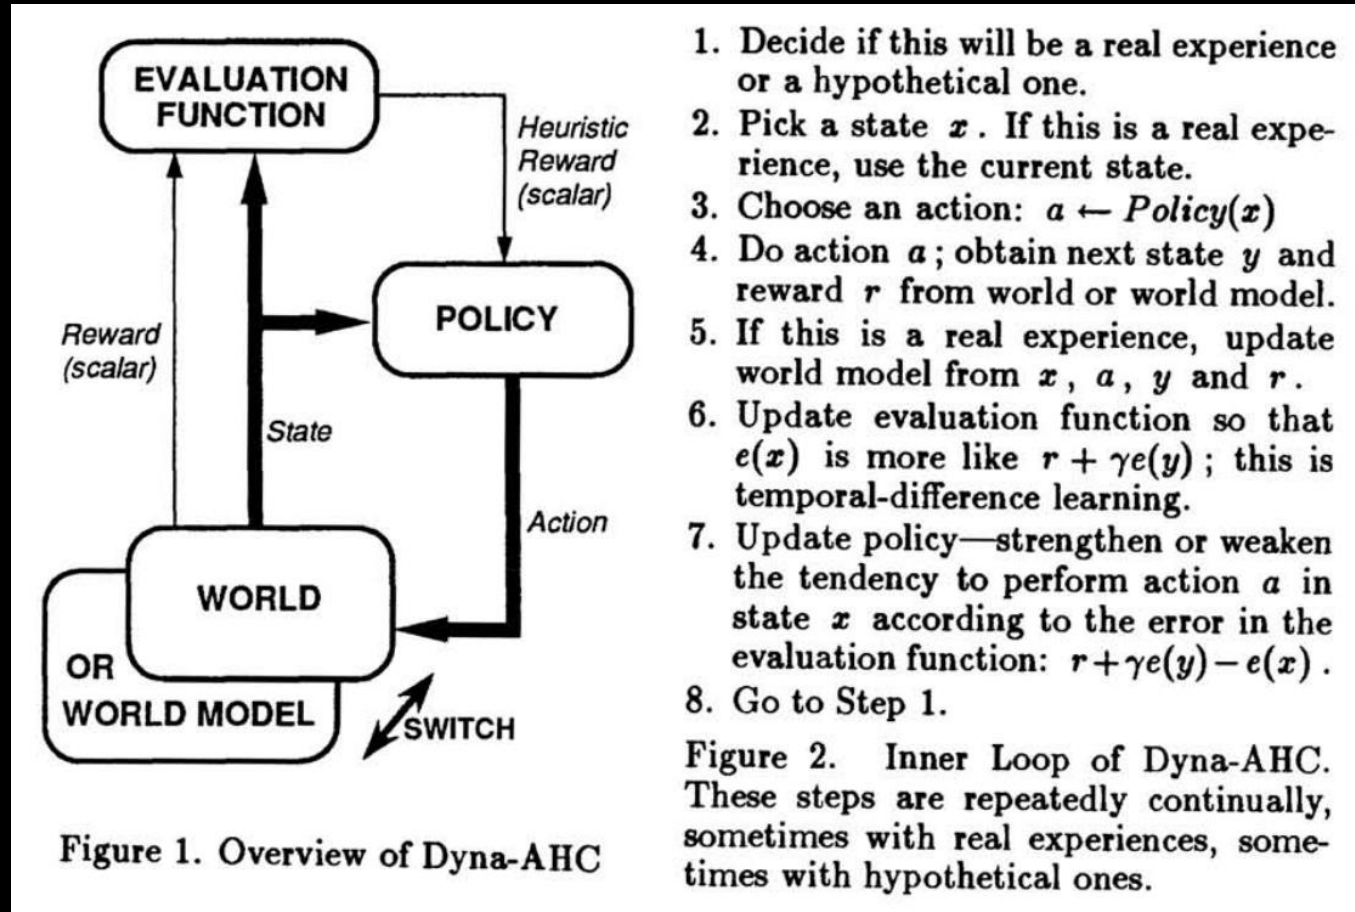 EVALUATION
FUNCTION
Heuristic
Reward
(scalar)
POLICY
Reward
(scalar)
State
Action
WORLD
OR
WORLD MODEL
SWITCH
Figure 1. Overview of Dyna-AHC
1. Decide if this will be a real experience
or a hypothetical one.
2. Pick a state x. If this is a real expe-
rience, use the current state.
3. Choose an action: a ← Policy(x)
4. Do action a; obtain next state y and
reward r from world or world model.
5. If this is a real experience, update
world model from x, a, y and r.
6. Update evaluation function so that
e(x) is more like r + γe(y); this is
temporal-difference learning.
7. Update policy—strengthen or weaken
the tendency to perform action a in
state x according to the error in the
evaluation function: r+γe(y)−e(x).
8. Go to Step 1.
Figure 2. Inner Loop of Dyna-AHC.
These steps are repeatedly continually,
sometimes with real experiences, some-
times with hypothetical ones.